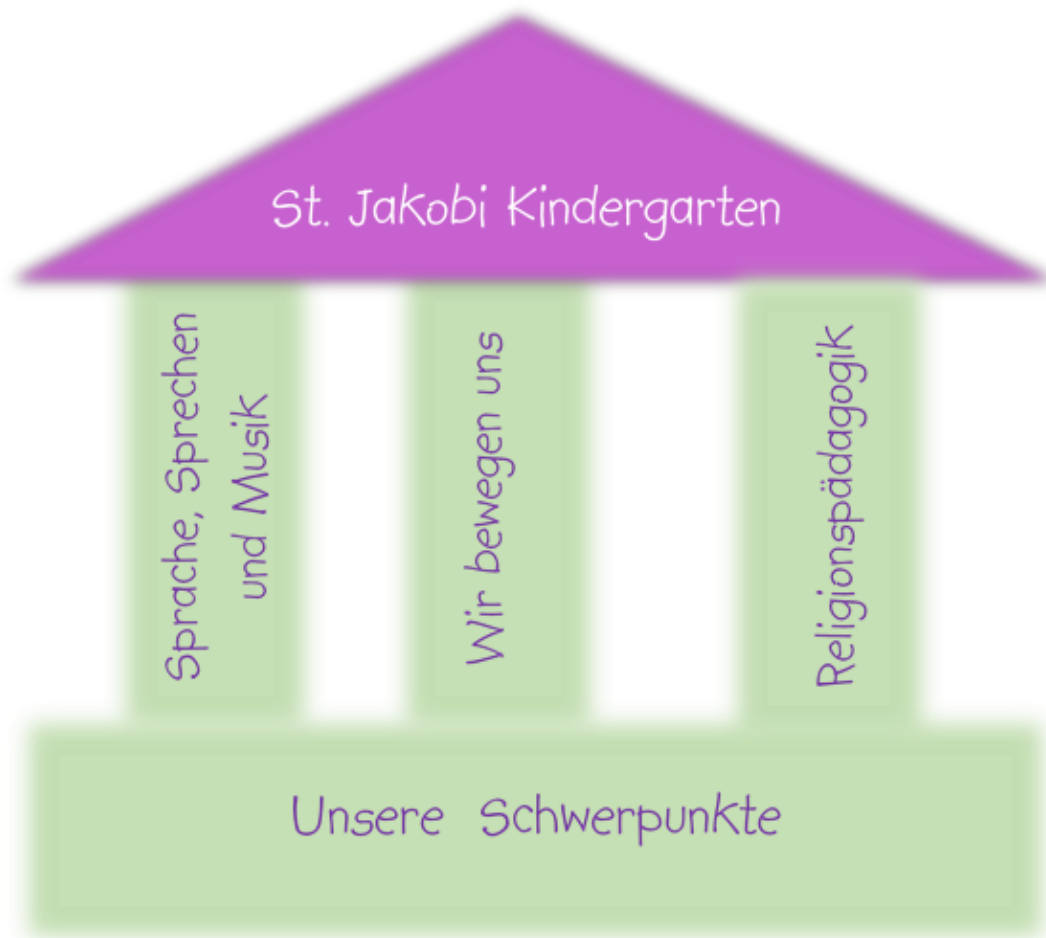 St. Jakobi Kindergarten
Sprache, Sprechen
und Musik
Wir bewegen uns
Religionspädagogik
Unsere Schwerpunkte